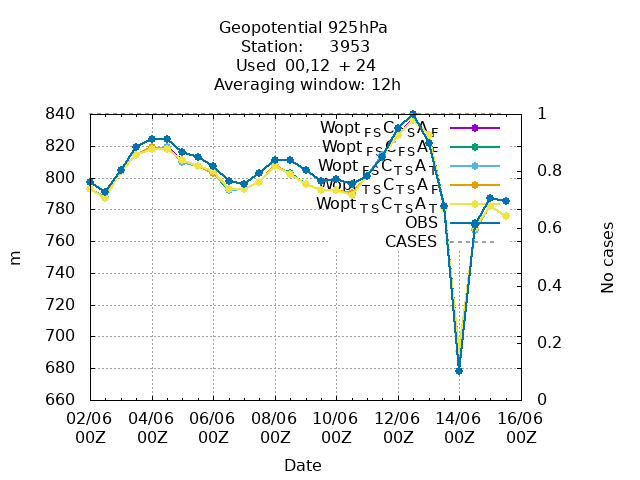 Geopotential 925hPa
Station: 3953
Used 00,12 + 24
Averaging window: 12h
840 820 800 780 760 740 720 700 680 660
m
1 0.8 0.6 0.4 0.2 0
No cases
Wopt FS C TS A F
Wopt FS C FS A F
Wopt FS C TS A T
Wopt TS C TS A F
Wopt TS C TS A T
OBS
CASES
02/06 04/06 06/06 08/06 10/06 12/06 14/06 16/06
00Z 00Z 00Z 00Z 00Z 00Z 00Z 00Z
Date